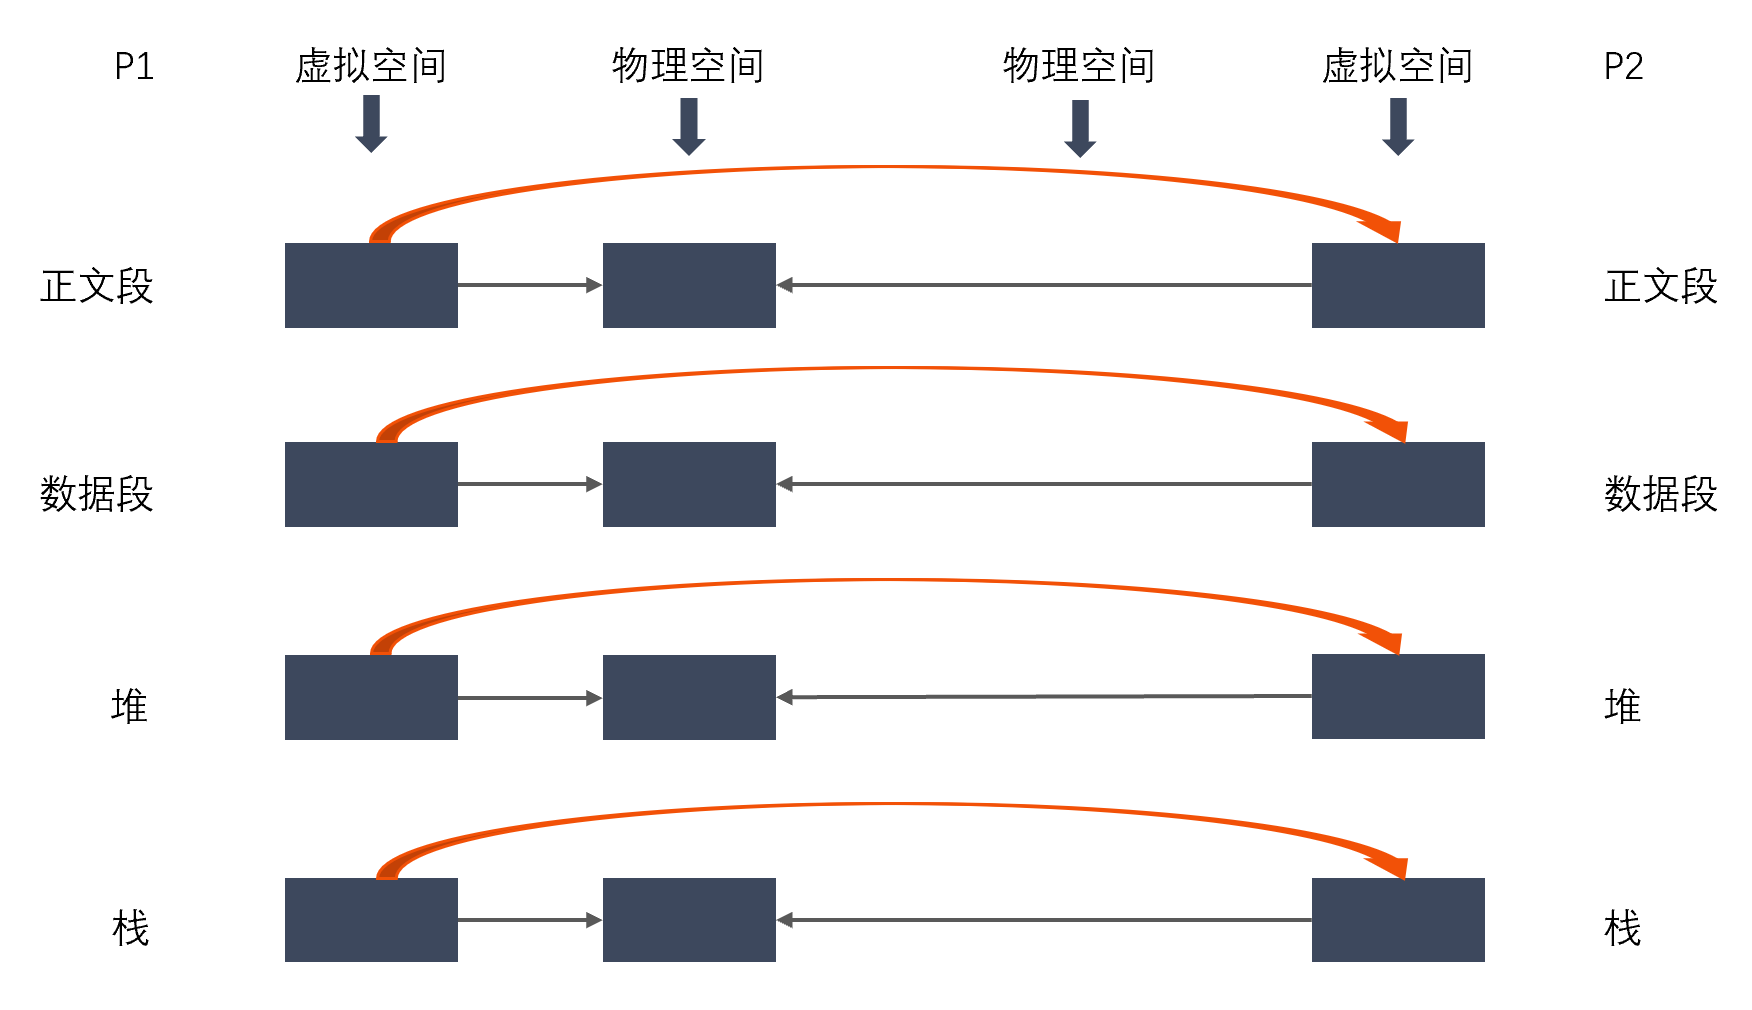 P1 虚拟空间 物理空间 物理空间 虚拟空间 P2
正文段 正文段
数据段 数据段
堆 堆
栈 栈